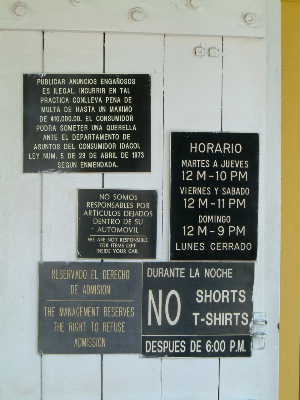 PUBLICAR ANUNCIOS ENGAÑOSOS
ES ILEGAL. INCURRIR EN TAL
PRACTICA CONLLEVA PENA DE
MULTA DE HASTA UN MAXIMO
DE $10,000.00. EL CONSUMIDOR
PODRA SOMETER UNA QUERELLA
ANTE EL DEPARTAMENTO DE
ASUNTOS DEL CONSUMIDOR (DACO).
LEY NUM. 5 DE 23 DE ABRIL DE 1973
SEGUN ENMENDADA.
HORARIO
MARTES A JUEVES
12 M - 10 PM
VIERNES Y SABADO
12 M - 11 PM
DOMINGO
12 M - 9 PM
LUNES CERRADO
NO SOMOS
RESPONSABLES POR
ARTICULOS DEJADOS
DENTRO DE SU
AUTOMOVIL
WE ARE NOT RESPONSIBLE
FOR ITEMS LEFT
INSIDE YOUR CAR
RESERVADO EL DERECHO
DE ADMISION
THE MANAGEMENT RESERVES
THE RIGHT TO REFUSE
ADMISSION
DURANTE LA NOCHE
NO SHORTS
T-SHIRTS
DESPUES DE 6:00 P.M.